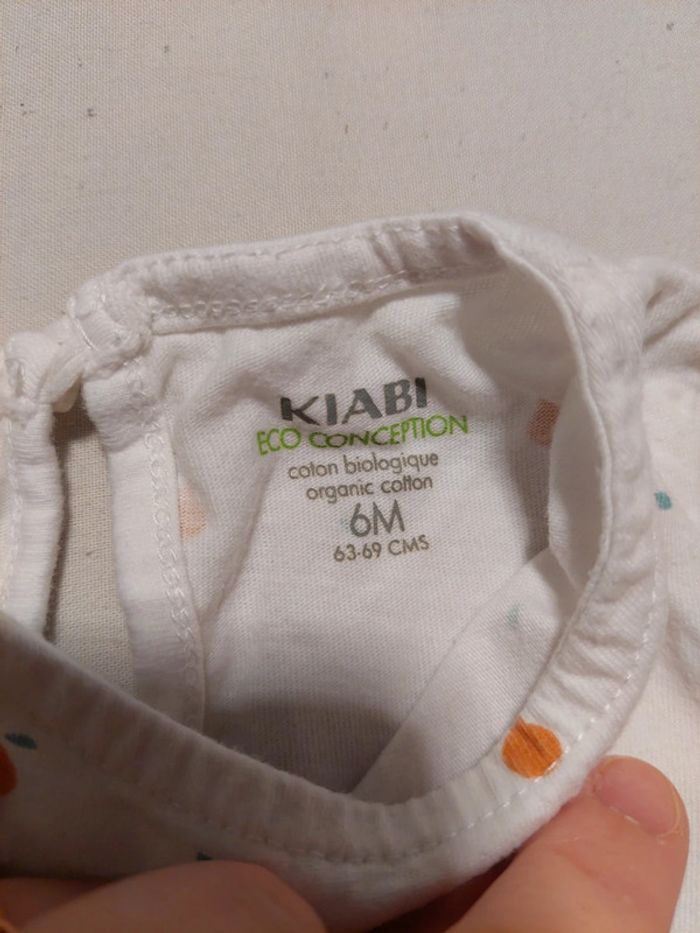 KIABI
ECO CONCEPTION
coton biologique
organic cotton
6M
63-69 CMS